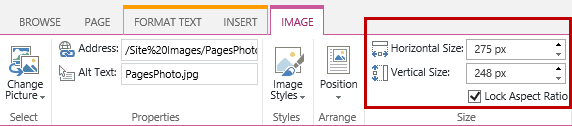 BROWSE PAGE FORMAT TEXT INSERT IMAGE
Change Picture
Address: /Site%20Images/PagesPhoto
Alt Text: PagesPhoto.jpg
Image Styles
Position
Horizontal Size: 275 px
Vertical Size: 248 px
Lock Aspect Ratio
Select Properties Styles Arrange Size